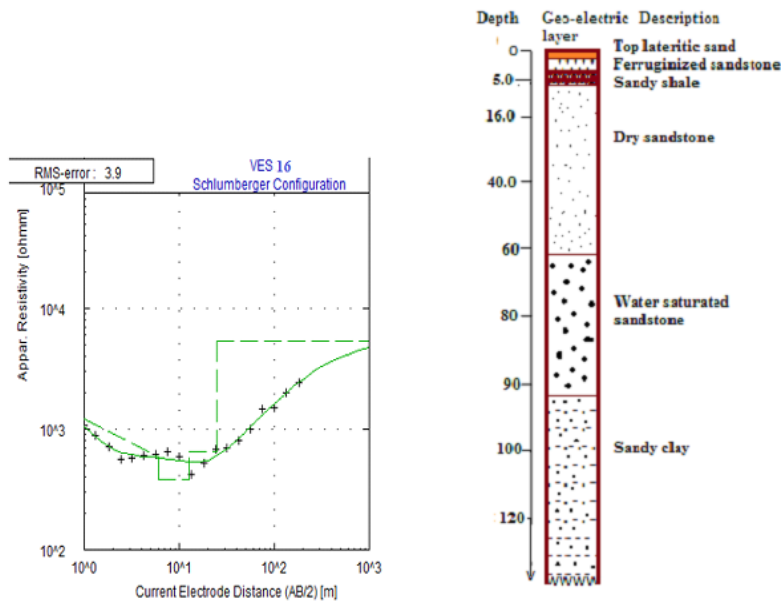 RMS-error : 3.9
VES 16
Schlumberger Configuration
10^5
10^4
10^3
10^2
Appar. Resistivity [ohmm]
10^0
10^1
10^2
10^3
Current Electrode Distance (AB/2) [m]
Depth Geo-electric Description
layer
0
Top lateritic sand
Ferruginized sandstone
5.0
Sandy shale
16.0
Dry sandstone
40.0
60
Water saturated
80
sandstone
90
100
Sandy clay
120